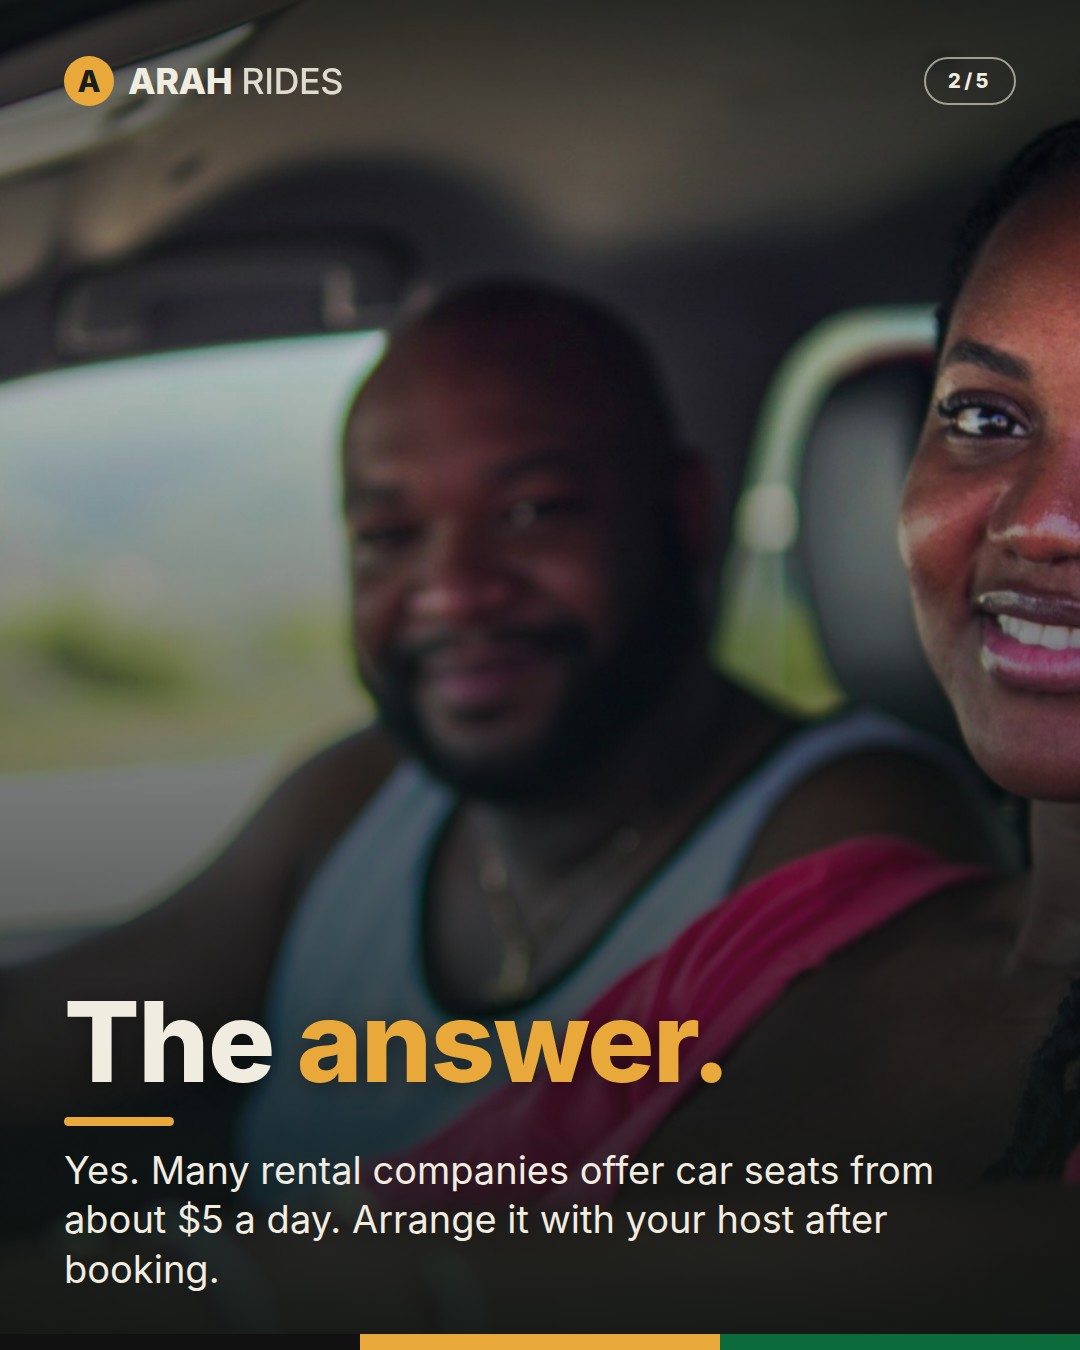 A ARAH RIDES
2/5
The answer.
Yes. Many rental companies offer car seats from
about $5 a day. Arrange it with your host after
booking.